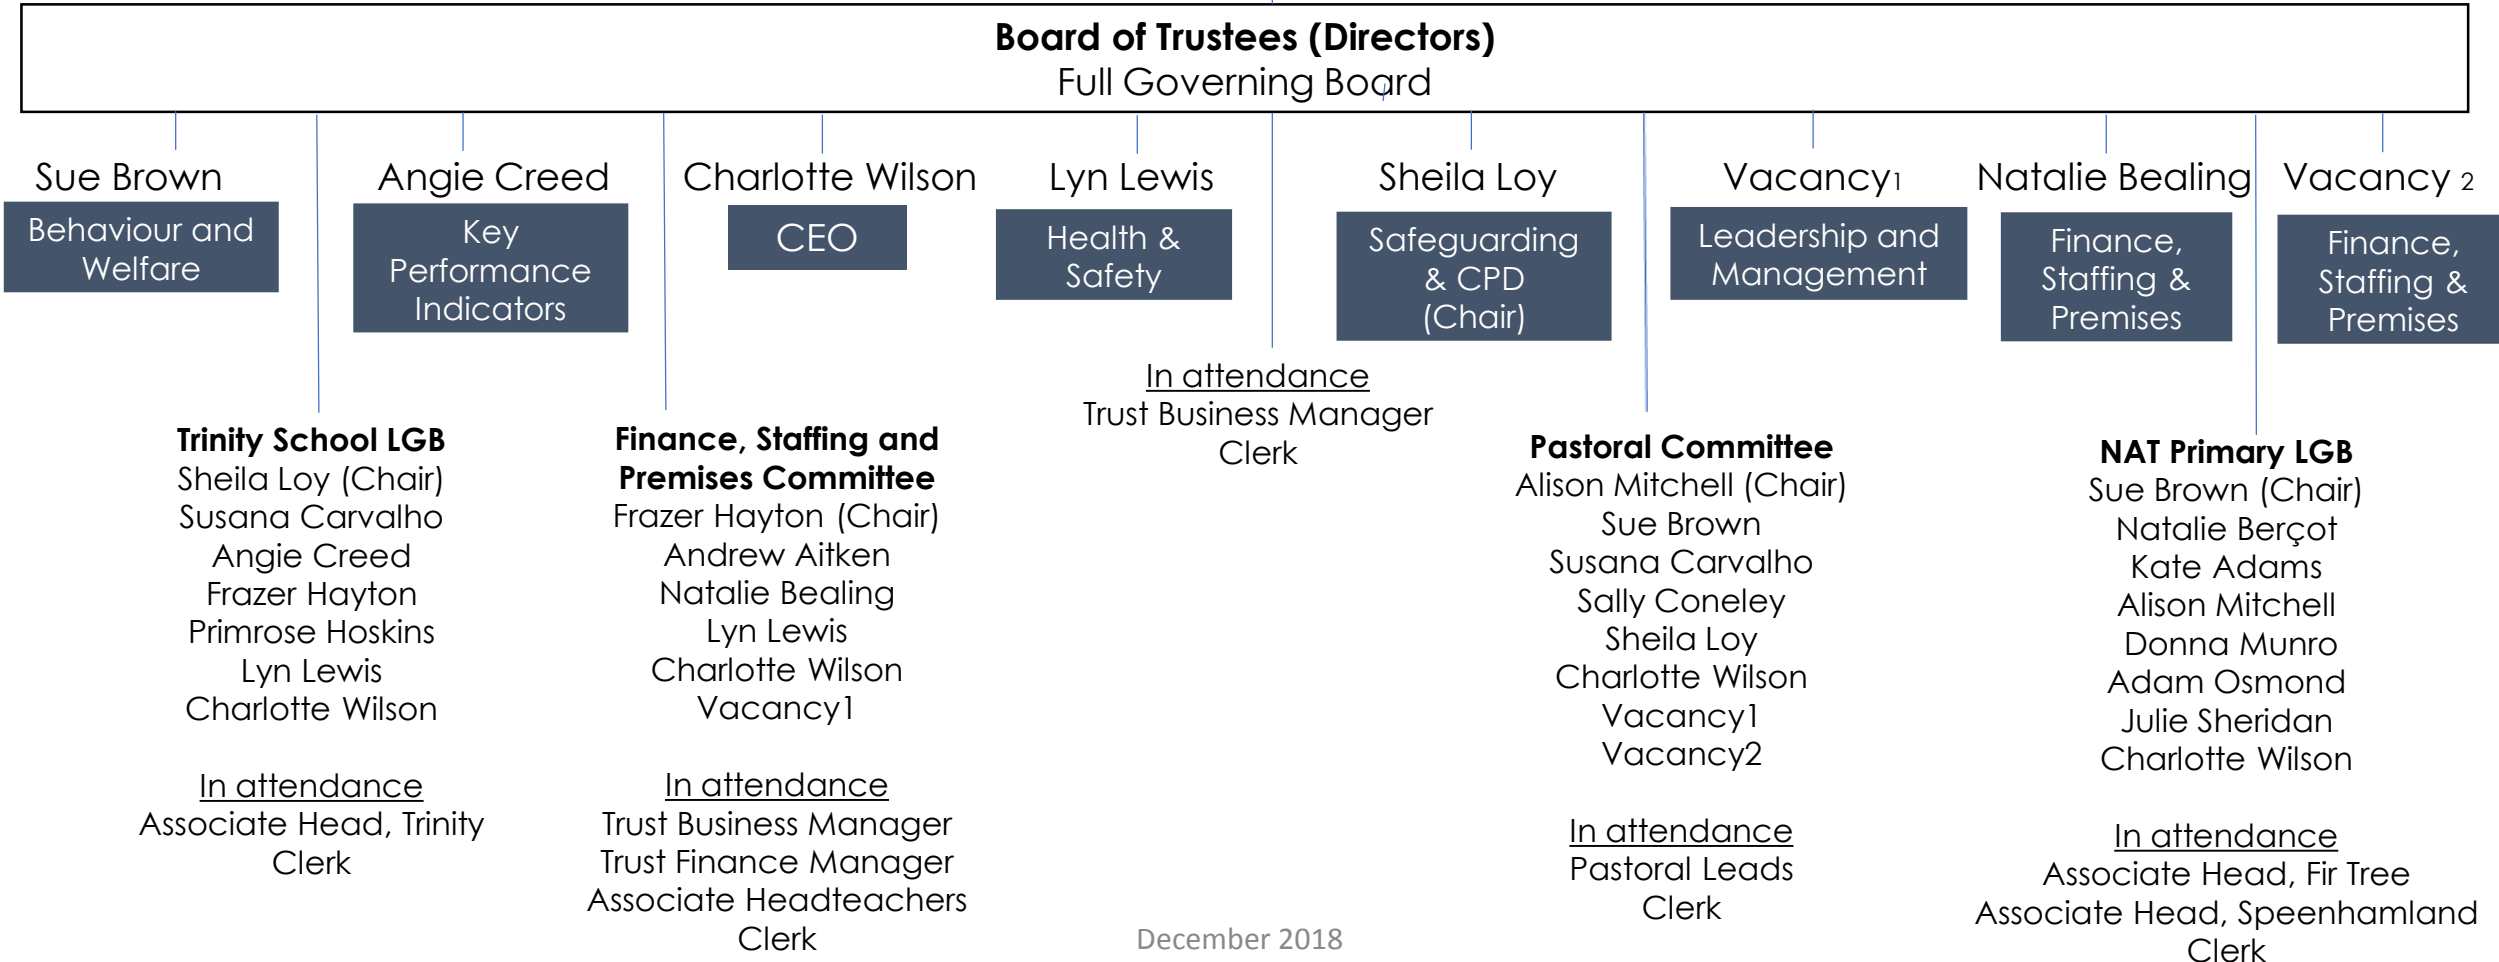 Board of Trustees (Directors)
Full Governing Board
Sue Brown
Behaviour and
Welfare
Angie Creed
Key
Performance
Indicators
Charlotte Wilson
CEO
Lyn Lewis
Health &
Safety
Sheila Loy
Safeguarding
& CPD
(Chair)
Vacancy1
Leadership and
Management
Natalie Bealing
Finance,
Staffing &
Premises
Vacancy 2
Finance,
Staffing &
Premises
In attendance
Trust Business Manager
Clerk
Trinity School LGB
Sheila Loy (Chair)
Susana Carvalho
Angie Creed
Frazer Hayton
Primrose Hoskins
Lyn Lewis
Charlotte Wilson
In attendance
Associate Head, Trinity
Clerk
Finance, Staffing and
Premises Committee
Frazer Hayton (Chair)
Andrew Aitken
Natalie Bealing
Lyn Lewis
Charlotte Wilson
Vacancy1
In attendance
Trust Business Manager
Trust Finance Manager
Associate Headteachers
Clerk
Pastoral Committee
Alison Mitchell (Chair)
Sue Brown
Susana Carvalho
Sally Coneley
Sheila Loy
Charlotte Wilson
Vacancy1
Vacancy2
In attendance
Pastoral Leads
Clerk
NAT Primary LGB
Sue Brown (Chair)
Natalie Berçot
Kate Adams
Alison Mitchell
Donna Munro
Adam Osmond
Julie Sheridan
Charlotte Wilson
In attendance
Associate Head, Fir Tree
Associate Head, Speenhamland
Clerk
December 2018